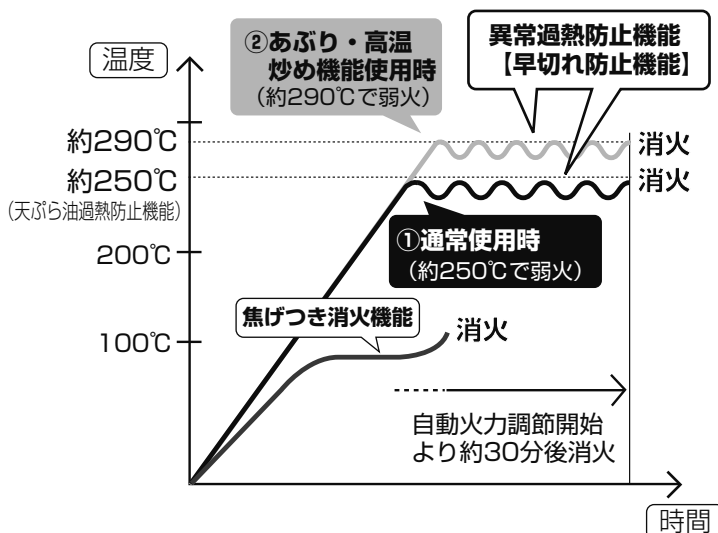 温度
②あぶり・高温
炒め機能使用時
(約290℃で弱火)
異常過熱防止機能
【早切れ防止機能】
約290℃
消火
約250℃
(天ぷら油過熱防止機能)
消火
①通常使用時
(約250℃で弱火)
200℃
焦げつき消火機能
消火
100℃
自動火力調節開始
より約30分後消火
時間